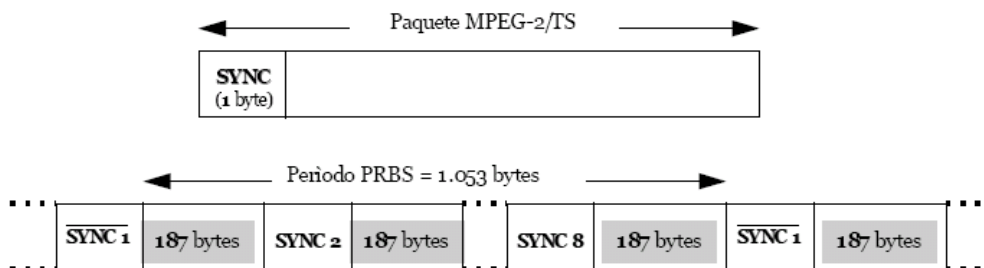 Paquete MPEG-2/TS
SYNC
(1 byte)
Perìodo PRBS = 1.053 bytes
SYNC 1 187 bytes SYNC 2 187 bytes SYNC 8 187 bytes SYNC 1 187 bytes